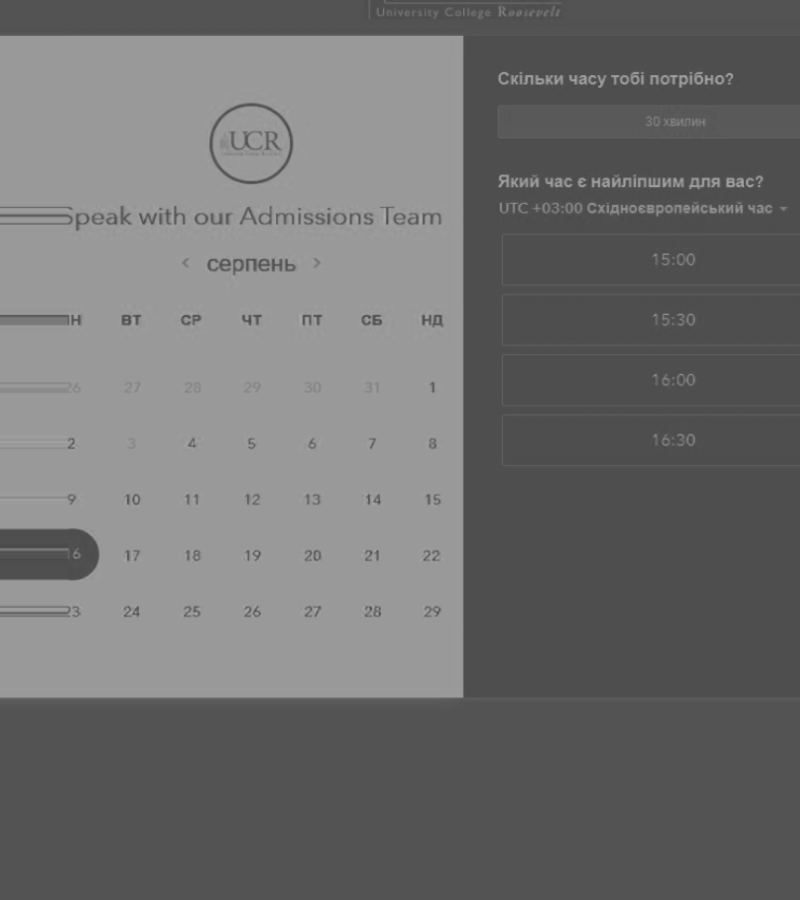 University College Roosevelt
UCR
Speak with our Admissions Team
серпень
Н ВТ СР ЧТ ПТ СБ НД
26 27 28 29 30 31 1
2 3 4 5 6 7 8
9 10 11 12 13 14 15
16 17 18 19 20 21 22
23 24 25 26 27 28 29
Скільки часу тобі потрібно?
30 хвилин
Який час є найліпшим для вас?
UTC +03:00 Східноєвропейський час
15:00
15:30
16:00
16:30